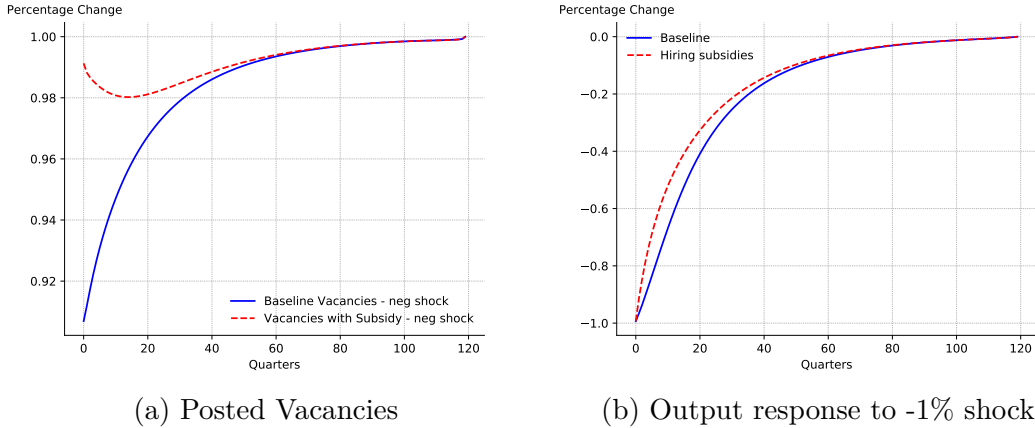 Percentage Change
1.00
0.98
0.96
0.94
0.92
Baseline Vacancies - neg shock
Vacancies with Subsidy - neg shock
0 20 40 60 80 100 120
Quarters
(a) Posted Vacancies
Percentage Change
0.0
−0.2
−0.4
−0.6
−0.8
−1.0
Baseline
Hiring subsidies
0 20 40 60 80 100 120
Quarters
(b) Output response to -1% shock